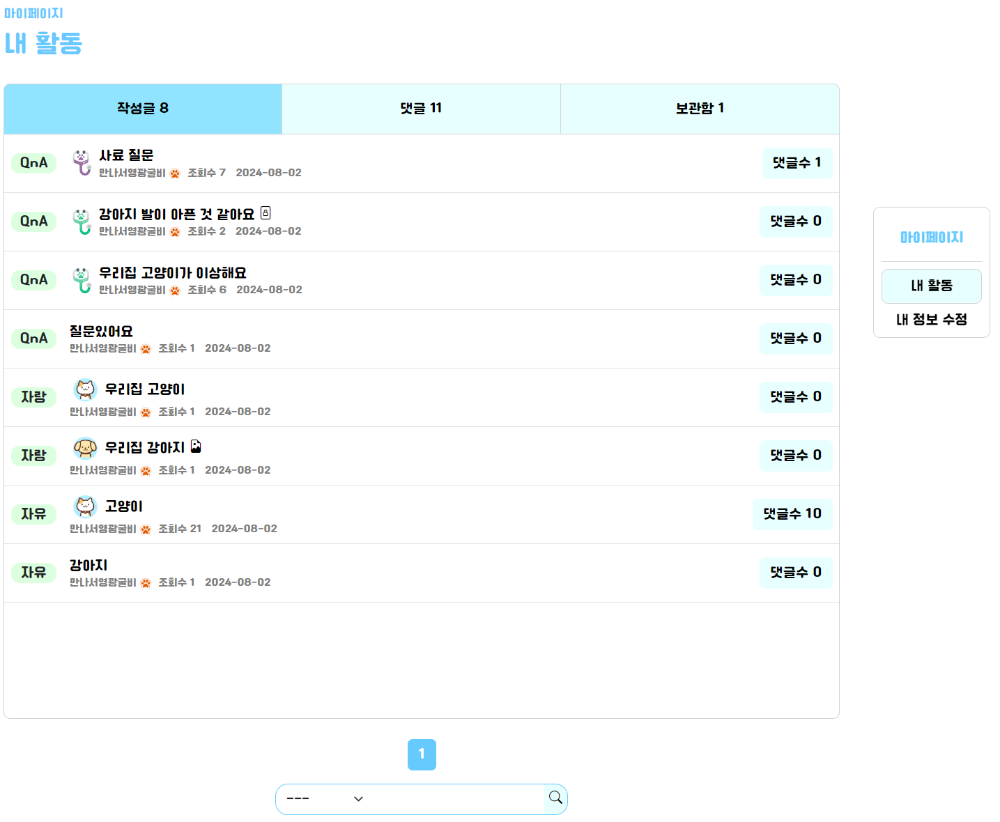 마이페이지
내 활동
작성글 8
댓글 11
보관함 1
QnA
사료 질문
만나서영광굴비 조회수 7 2024-08-02
댓글수 1
QnA
강아지 발이 아픈 것 같아요
만나서영광굴비 조회수 2 2024-08-02
댓글수 0
QnA
우리집 고양이가 이상해요
만나서영광굴비 조회수 6 2024-08-02
댓글수 0
QnA
질문있어요
만나서영광굴비 조회수 1 2024-08-02
댓글수 0
자랑
우리집 고양이
만나서영광굴비 조회수 1 2024-08-02
댓글수 0
자랑
우리집 강아지
만나서영광굴비 조회수 1 2024-08-02
댓글수 0
자유
고양이
만나서영광굴비 조회수 21 2024-08-02
댓글수 10
자유
강아지
만나서영광굴비 조회수 1 2024-08-02
댓글수 0
1
---
마이페이지
내 활동
내 정보 수정